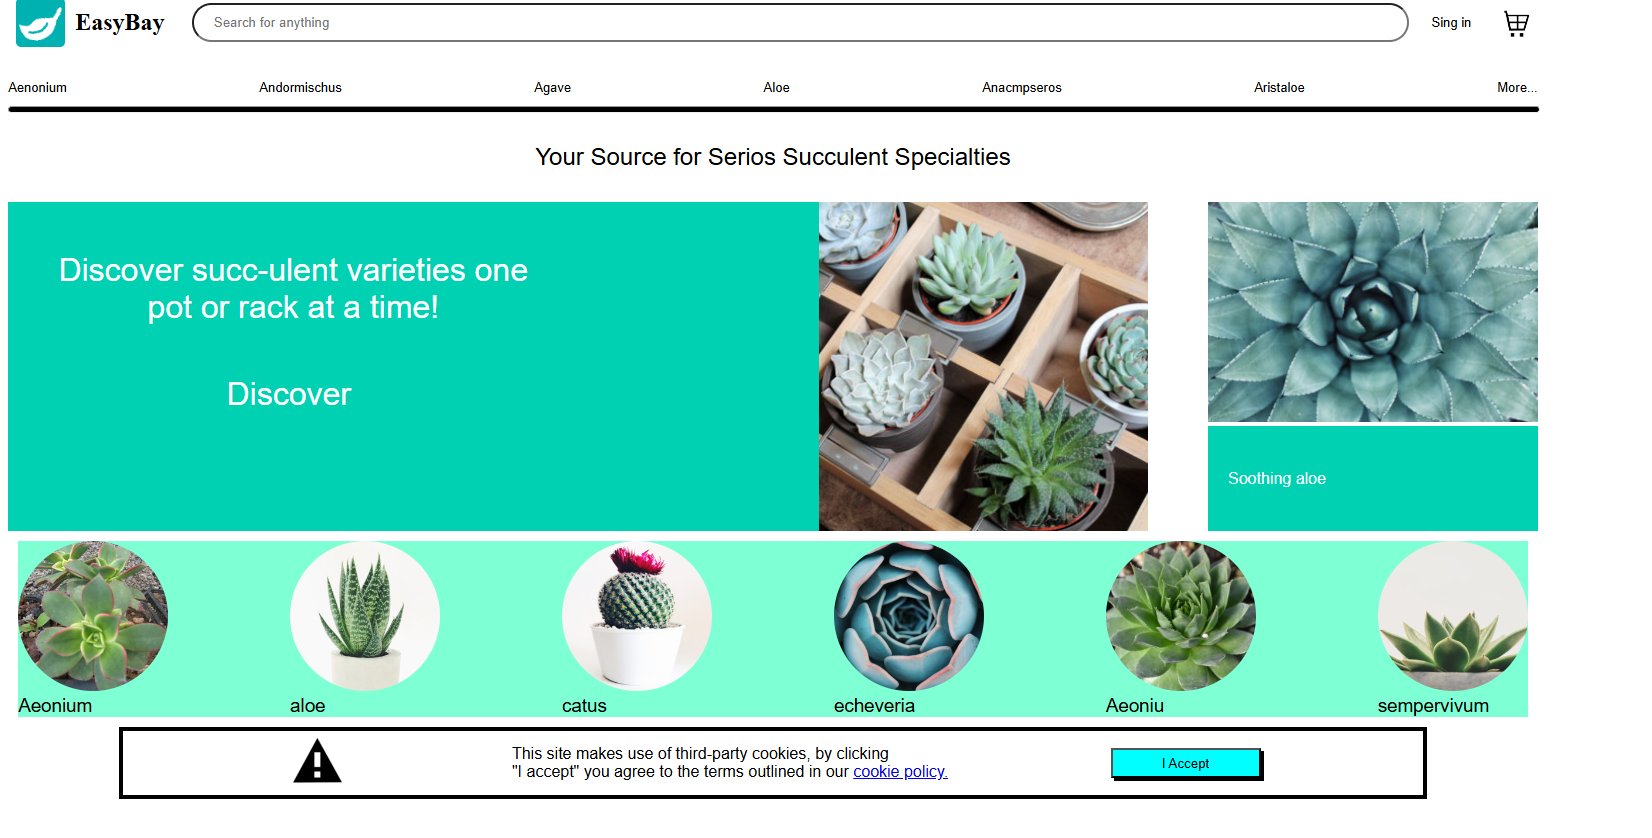 EasyBay
Search for anything
Sing in
Aenonium
Andormischus
Agave
Aloe
Anacmpseros
Aristaloe
More...
Your Source for Serios Succulent Specialties
Discover succ-ulent varieties one
pot or rack at a time!
Discover
Soothing aloe
Aeonium
aloe
catus
echeveria
Aeoniu
sempervivum
This site makes use of third-party cookies, by clicking
"I accept" you agree to the terms outlined in our cookie policy.
I Accept